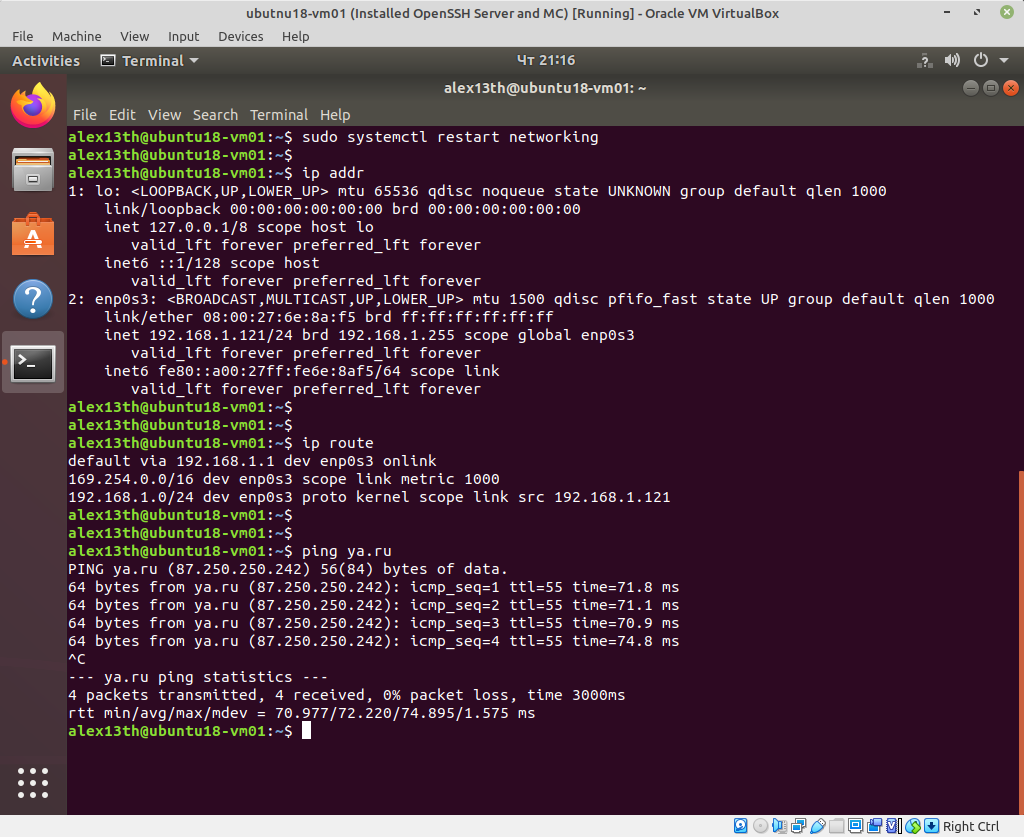 ubutnu18-vm01 (Installed OpenSSH Server and MC) [Running] - Oracle VM VirtualBox
File Machine View Input Devices Help
Activities Terminal Чт 21:16
alex13th@ubuntu18-vm01: ~
File Edit View Search Terminal Help
alex13th@ubuntu18-vm01:~$ sudo systemctl restart networking
alex13th@ubuntu18-vm01:~$
alex13th@ubuntu18-vm01:~$ ip addr
1: lo: <LOOPBACK,UP,LOWER_UP> mtu 65536 qdisc noqueue state UNKNOWN group default qlen 1000
    link/loopback 00:00:00:00:00:00 brd 00:00:00:00:00:00
    inet 127.0.0.1/8 scope host lo
       valid_lft forever preferred_lft forever
    inet6 ::1/128 scope host
       valid_lft forever preferred_lft forever
2: enp0s3: <BROADCAST,MULTICAST,UP,LOWER_UP> mtu 1500 qdisc pfifo_fast state UP group default qlen 1000
    link/ether 08:00:27:6e:8a:f5 brd ff:ff:ff:ff:ff:ff
    inet 192.168.1.121/24 brd 192.168.1.255 scope global enp0s3
       valid_lft forever preferred_lft forever
    inet6 fe80::a00:27ff:fe6e:8af5/64 scope link
       valid_lft forever preferred_lft forever
alex13th@ubuntu18-vm01:~$
alex13th@ubuntu18-vm01:~$
alex13th@ubuntu18-vm01:~$ ip route
default via 192.168.1.1 dev enp0s3 onlink
169.254.0.0/16 dev enp0s3 scope link metric 1000
192.168.1.0/24 dev enp0s3 proto kernel scope link src 192.168.1.121
alex13th@ubuntu18-vm01:~$
alex13th@ubuntu18-vm01:~$
alex13th@ubuntu18-vm01:~$ ping ya.ru
PING ya.ru (87.250.250.242) 56(84) bytes of data.
64 bytes from ya.ru (87.250.250.242): icmp_seq=1 ttl=55 time=71.8 ms
64 bytes from ya.ru (87.250.250.242): icmp_seq=2 ttl=55 time=71.1 ms
64 bytes from ya.ru (87.250.250.242): icmp_seq=3 ttl=55 time=70.9 ms
64 bytes from ya.ru (87.250.250.242): icmp_seq=4 ttl=55 time=74.8 ms
^C
--- ya.ru ping statistics ---
4 packets transmitted, 4 received, 0% packet loss, time 3000ms
rtt min/avg/max/mdev = 70.977/72.220/74.895/1.575 ms
alex13th@ubuntu18-vm01:~$
Right Ctrl